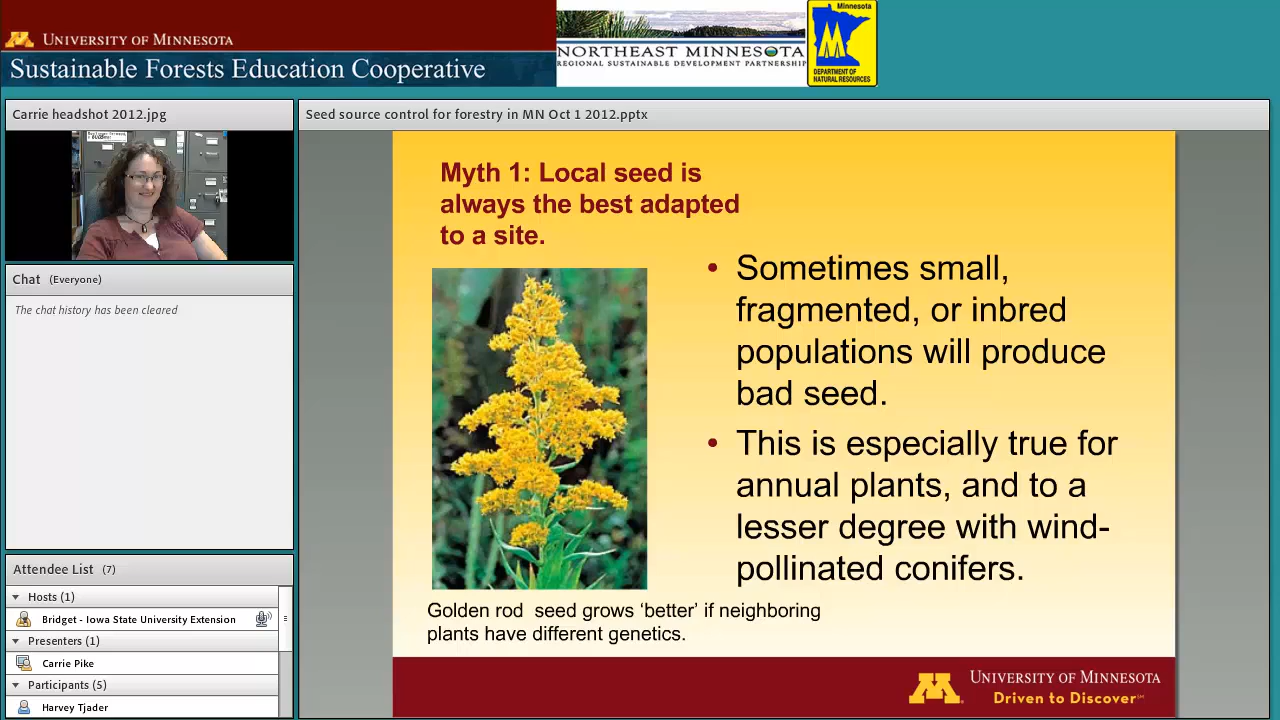 UNIVERSITY OF MINNESOTA
Sustainable Forests Education Cooperative
NORTHEAST MINNESOTA
REGIONAL SUSTAINABLE DEVELOPMENT PARTNERSHIP
Minnesota
DEPARTMENT OF
NATURAL RESOURCES
Carrie headshot 2012.jpg
Chat (Everyone)
The chat history has been cleared
Attendee List (7)
Hosts (1)
Bridget - Iowa State University Extension
Presenters (1)
Carrie Pike
Participants (5)
Harvey Tjader
Seed source control for forestry in MN Oct 1 2012.pptx
Myth 1: Local seed is
always the best adapted
to a site.
• Sometimes small,
fragmented, or inbred
populations will produce
bad seed.
• This is especially true for
annual plants, and to a
lesser degree with wind-
pollinated conifers.
Golden rod seed grows ‘better’ if neighboring
plants have different genetics.
UNIVERSITY OF MINNESOTA
Driven to Discover℠